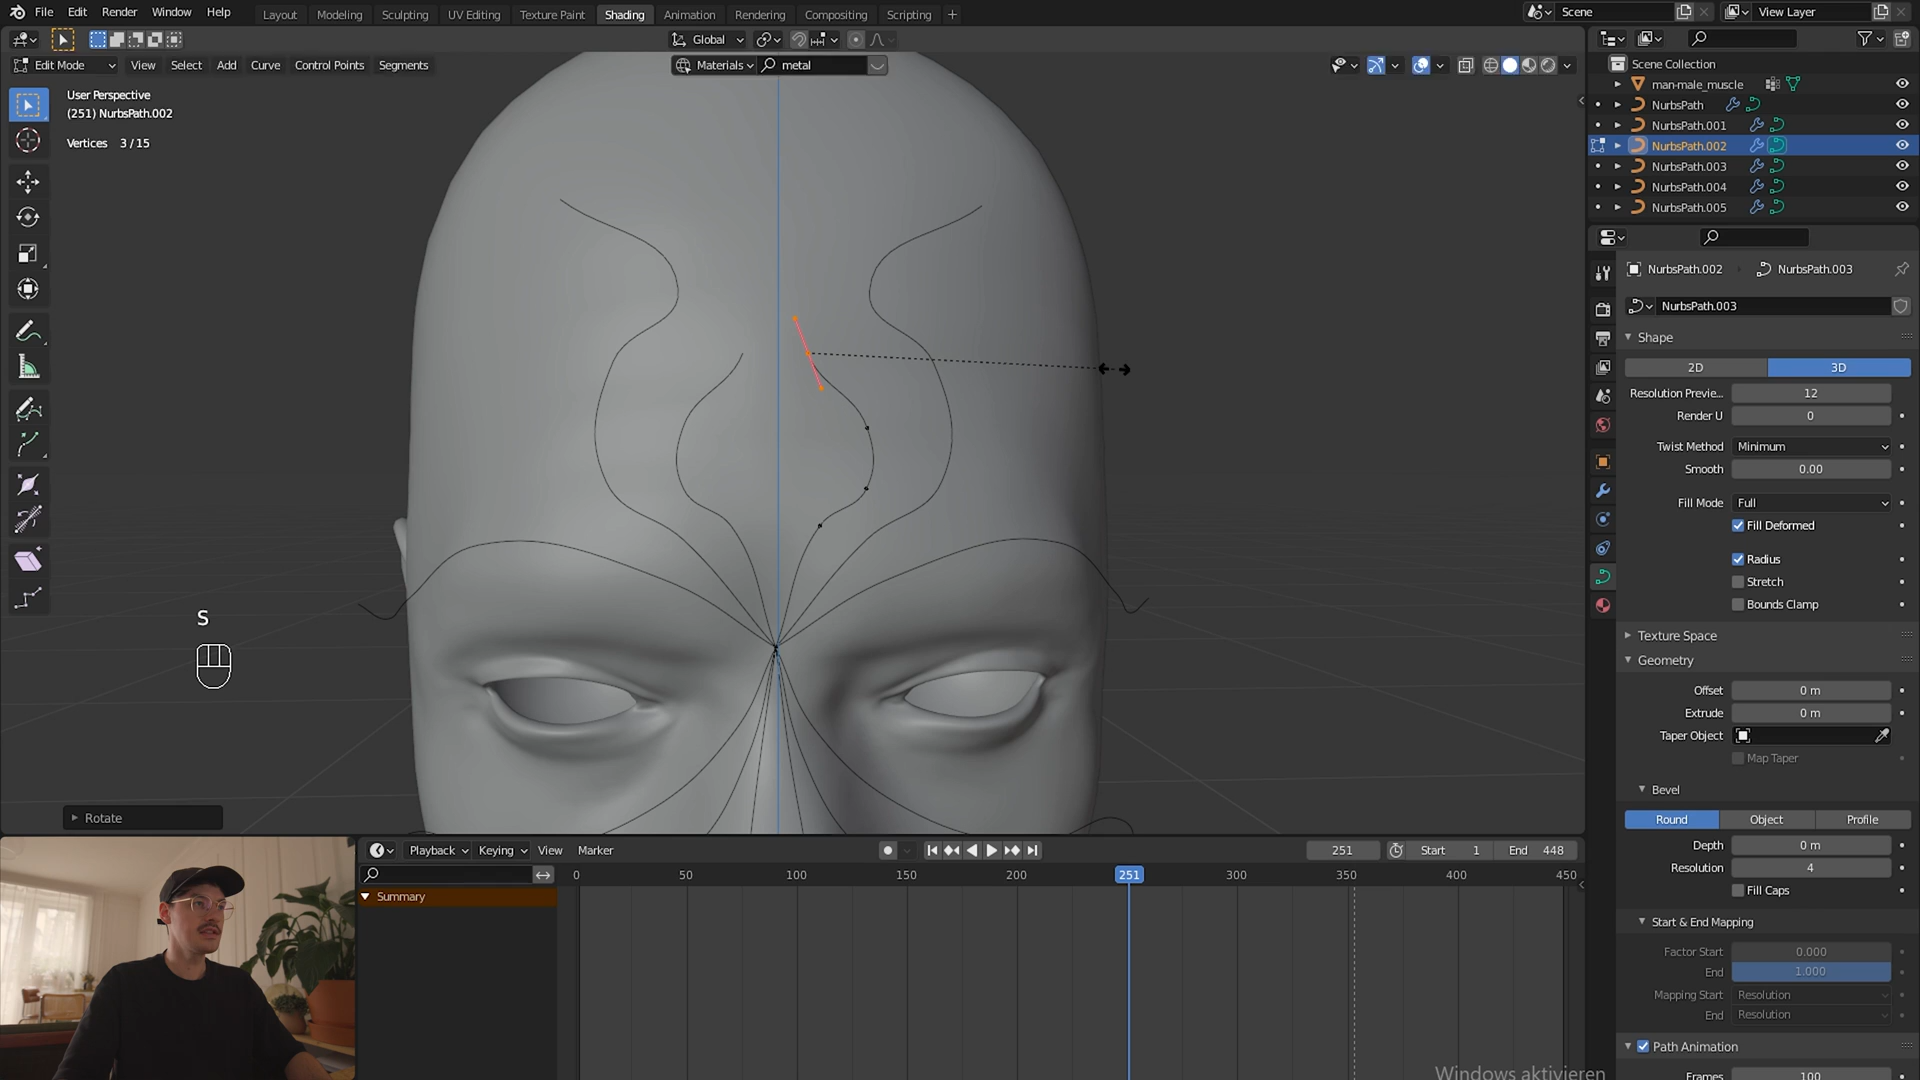 File Edit Render Window Help Layout Modeling Sculpting UV Editing Texture Paint Shading Animation Rendering Compositing Scripting + Scene View Layer
Global
Edit Mode View Select Add Curve Control Points Segments Materials metal
User Perspective
(251) NurbsPath.002
Vertices 3/15
S
Rotate
Scene Collection
man-male_muscle
NurbsPath
NurbsPath.001
NurbsPath.002
NurbsPath.003
NurbsPath.004
NurbsPath.005
NurbsPath.002 NurbsPath.003
NurbsPath.003
Shape
2D 3D
Resolution Previe... 12
Render U 0
Twist Method Minimum
Smooth 0.00
Fill Mode Full
Fill Deformed
Radius
Stretch
Bounds Clamp
Texture Space
Geometry
Offset 0 m
Extrude 0 m
Taper Object
Map Taper
Bevel
Round Object Profile
Depth 0 m
Resolution 4
Fill Caps
Start & End Mapping
Factor Start 0.000
End 1.000
Mapping Start Resolution
End Resolution
Path Animation
Frames 100
Playback Keying View Marker 251 Start 1 End 448
0 50 100 150 200 251 300 350 400 450
Summary
Windows aktivieren